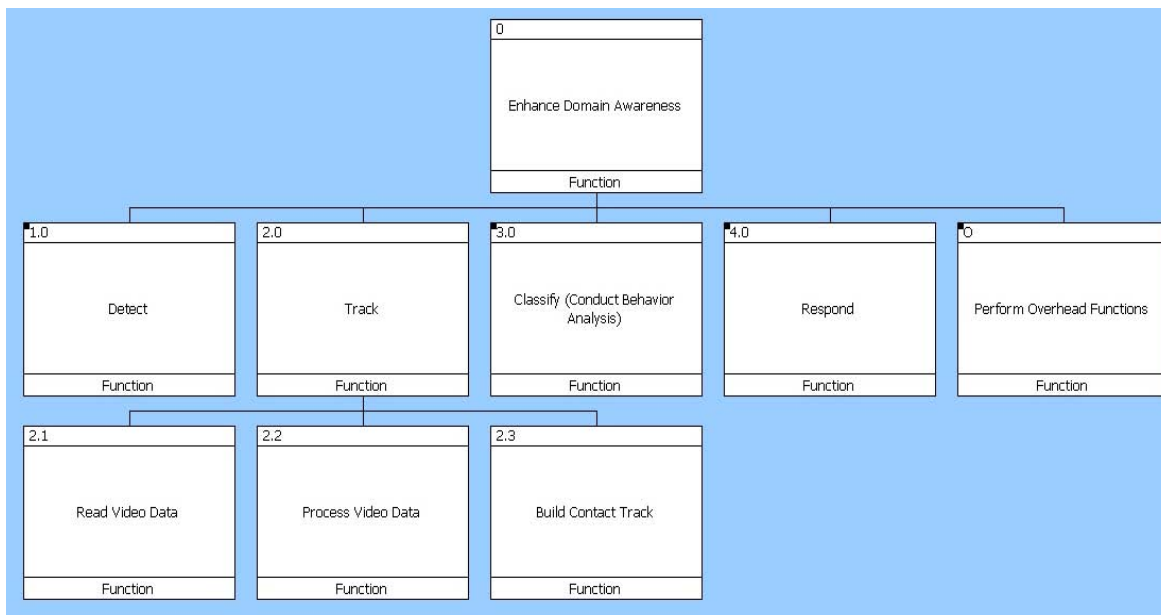 0
Enhance Domain Awareness
Function
1.0
Detect
Function
2.0
Track
Function
3.0
Classify (Conduct Behavior
Analysis)
Function
4.0
Respond
Function
O
Perform Overhead Functions
Function
2.1
Read Video Data
Function
2.2
Process Video Data
Function
2.3
Build Contact Track
Function